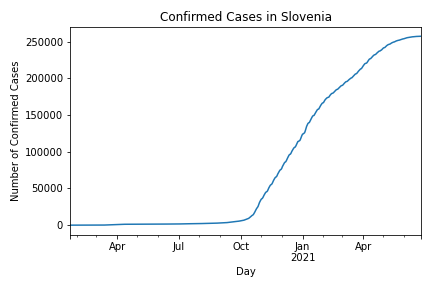 Confirmed Cases in Slovenia
Number of Confirmed Cases
250000
200000
150000
100000
50000
0
Apr Jul Oct Jan Apr
2021
Day